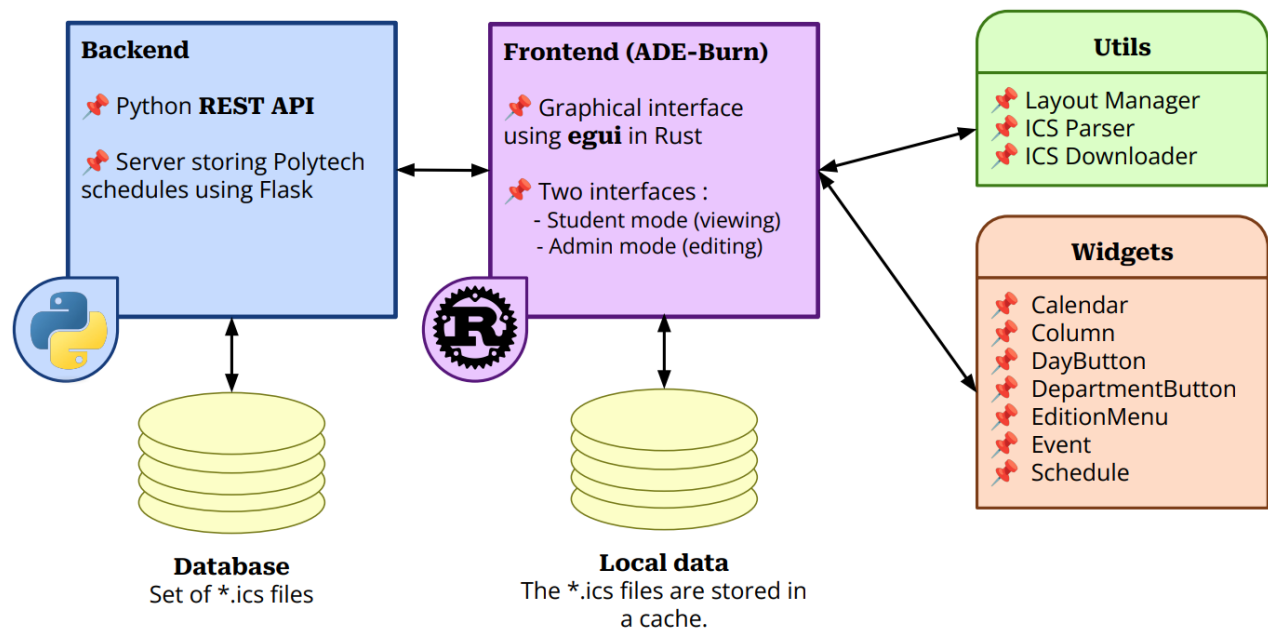 Backend
Python REST API
Server storing Polytech
schedules using Flask
Frontend (ADE-Burn)
Graphical interface
using egui in Rust
Two interfaces :
- Student mode (viewing)
- Admin mode (editing)
Utils
Layout Manager
ICS Parser
ICS Downloader
Widgets
Calendar
Column
DayButton
DepartmentButton
EditionMenu
Event
Schedule
R
Database
Set of *.ics files
Local data
The *.ics files are stored in
a cache.